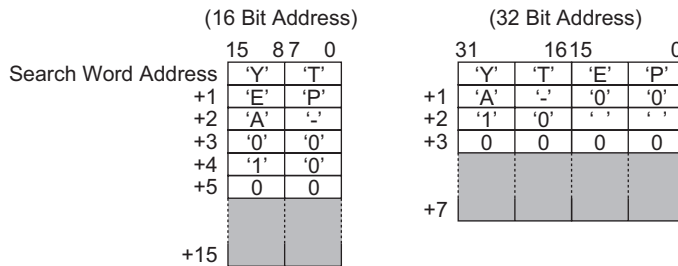 (16 Bit Address) (32 Bit Address)
15 8 7 0 31 16 15 0
Search Word Address ‘Y’ ‘T’ ‘Y’ ‘T’ ‘E’ ‘P’
+1 ‘E’ ‘P’ +1 ‘A’ ‘-’ ‘0’ ‘0’
+2 ‘A’ ‘-’ +2 ‘1’ ‘0’ ‘ ’ ‘ ’
+3 ‘0’ ‘0’ +3 0 0 0 0
+4 ‘1’ ‘0’
+5 0 0
+7
+15